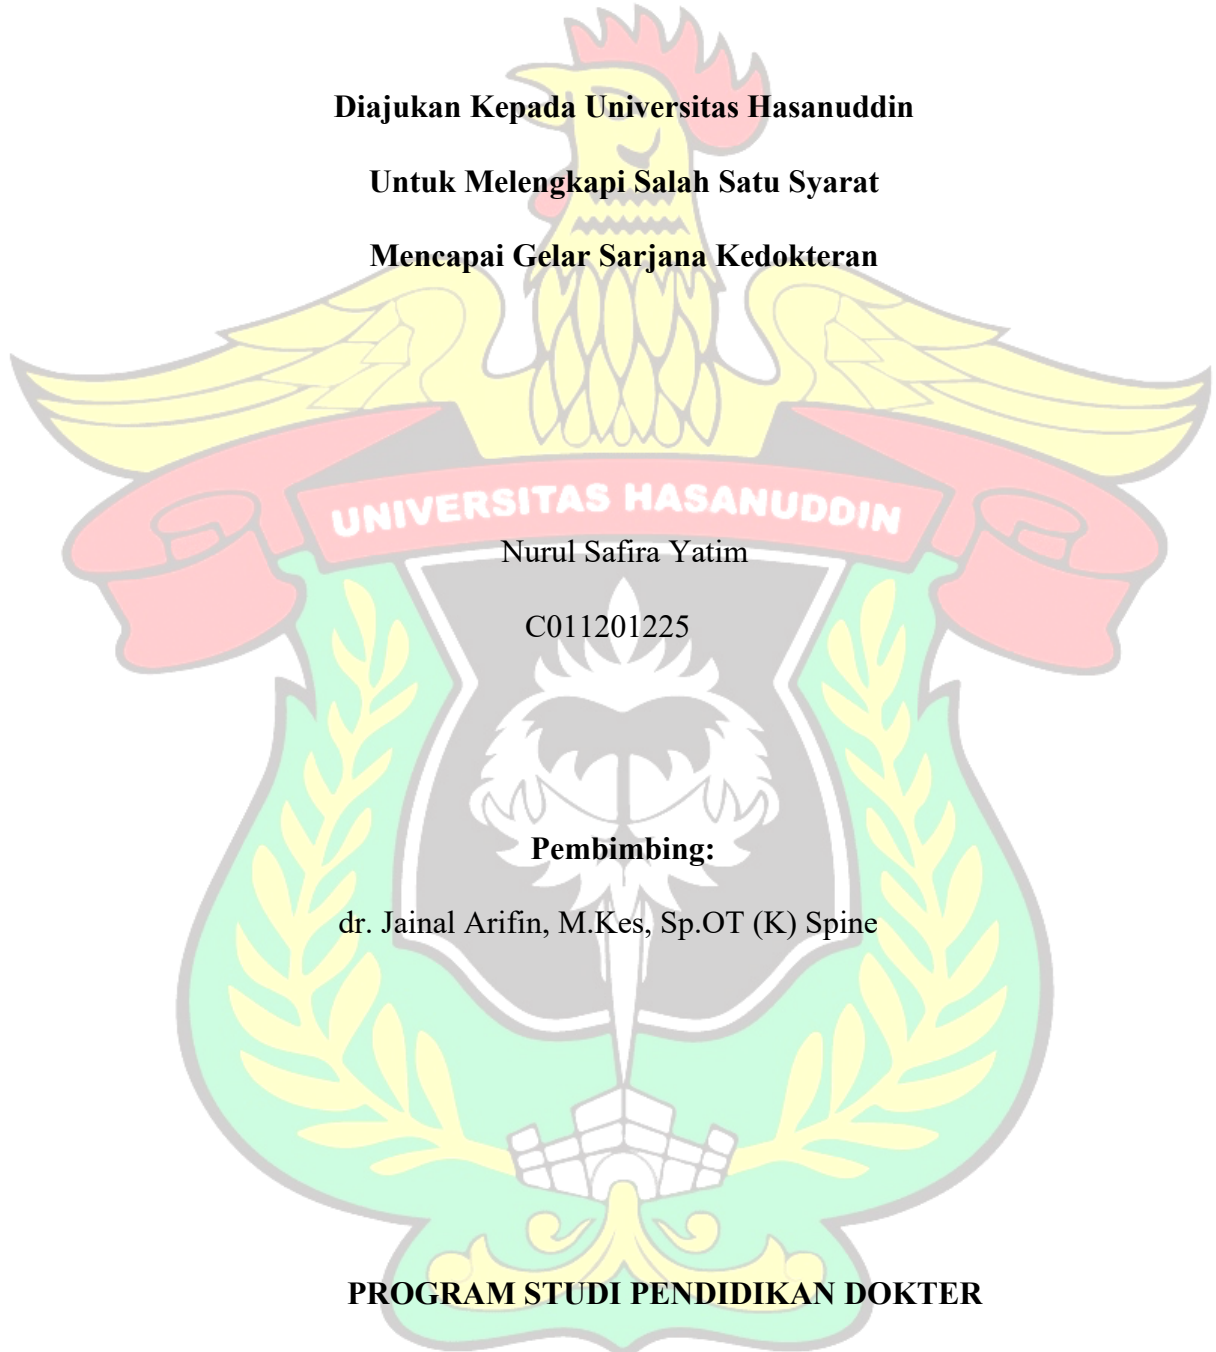 Diajukan Kepada Universitas Hasanuddin
Untuk Melengkapi Salah Satu Syarat
Mencapai Gelar Sarjana Kedokteran
UNIVERSITAS HASANUDDIN
Nurul Safira Yatim
C011201225
Pembimbing:
dr. Jainal Arifin, M.Kes, Sp.OT (K) Spine
PROGRAM STUDI PENDIDIKAN DOKTER